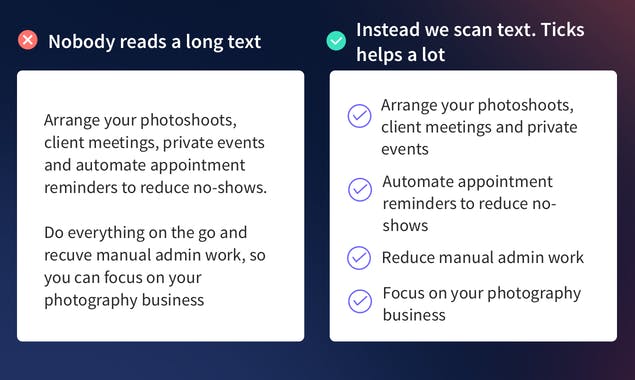 Nobody reads a long text
Arrange your photoshoots,
client meetings, private events
and automate appointment
reminders to reduce no-shows.
Do everything on the go and
recuve manual admin work, so
you can focus on your
photography business
Instead we scan text. Ticks
helps a lot
Arrange your photoshoots,
client meetings and private
events
Automate appointment
reminders to reduce no-
shows
Reduce manual admin work
Focus on your photography
business